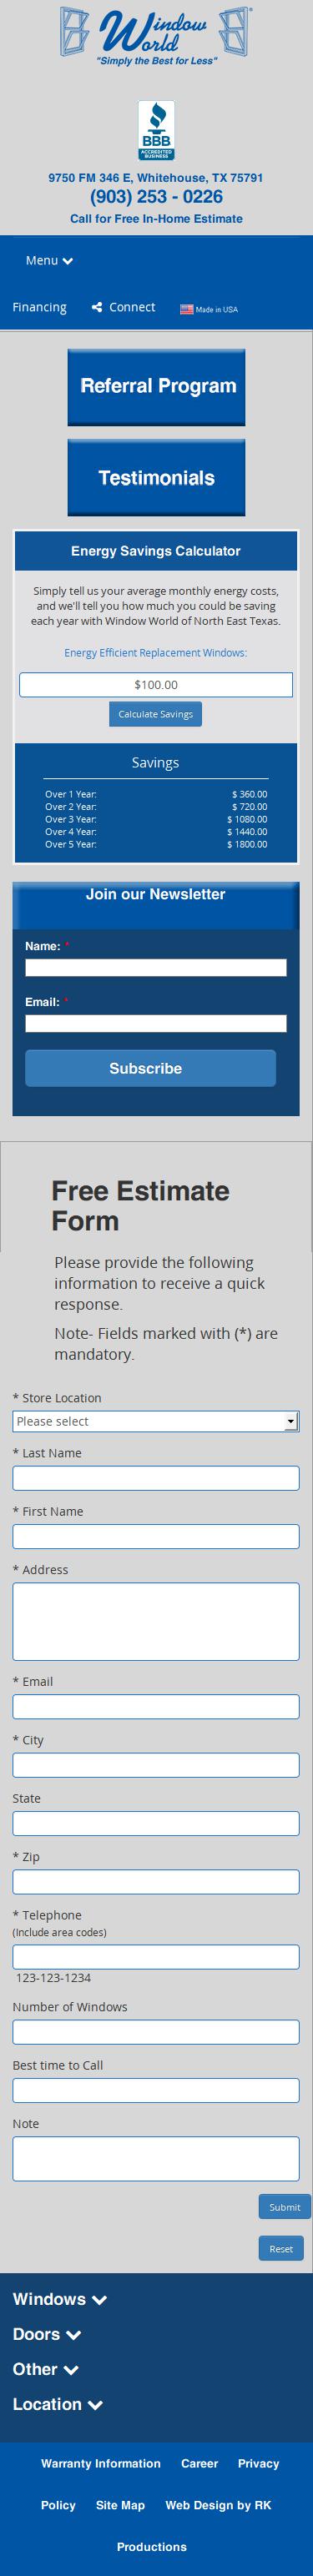 Window
World
®
"Simply the Best for Less"
BBB
ACCREDITED
BUSINESS
9750 FM 346 E, Whitehouse, TX 75791
(903) 253 - 0226
Call for Free In-Home Estimate
Menu
Financing Connect Made in USA
Referral Program
Testimonials
Energy Savings Calculator
Simply tell us your average monthly energy costs,
and we'll tell you how much you could be saving
each year with Window World of North East Texas.
Energy Efficient Replacement Windows:
$100.00
Calculate Savings
Savings
Over 1 Year: $ 360.00
Over 2 Year: $ 720.00
Over 3 Year: $ 1080.00
Over 4 Year: $ 1440.00
Over 5 Year: $ 1800.00
Join our Newsletter
Name: *
Email: *
Subscribe
Free Estimate
Form
Please provide the following
information to receive a quick
response.
Note- Fields marked with (*) are
mandatory.
* Store Location
Please select
* Last Name
* First Name
* Address
* Email
* City
State
* Zip
* Telephone
(Include area codes)
123-123-1234
Number of Windows
Best time to Call
Note
Submit
Reset
Windows
Doors
Other
Location
Warranty Information Career Privacy
Policy Site Map Web Design by RK
Productions